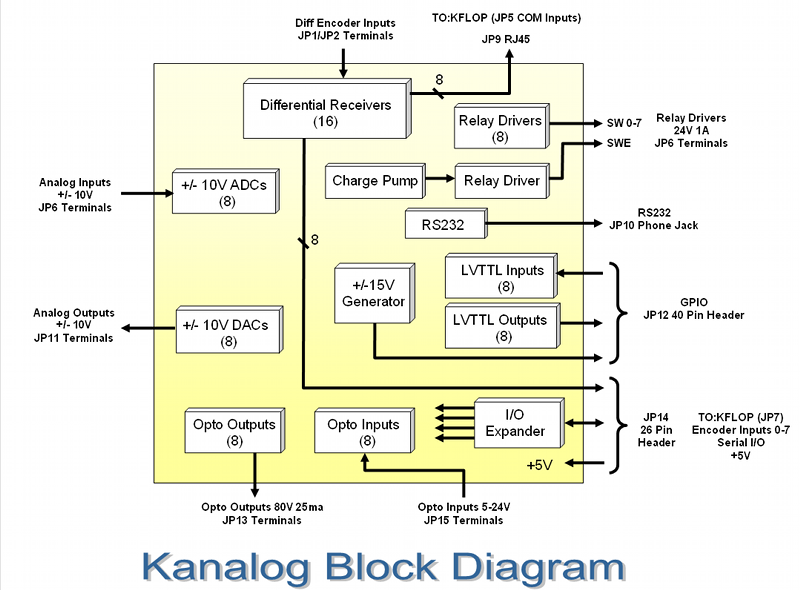 Diff Encoder Inputs
JP1/JP2 Terminals
TO:KFLOP (JP5 COM Inputs)
JP9 RJ45
8
Differential Receivers
(16)
Relay Drivers
(8)
SW 0-7
SWE
Relay Drivers
24V 1A
JP6 Terminals
Analog Inputs
+/- 10V
JP6 Terminals
+/- 10V ADCs
(8)
Charge Pump
Relay Driver
RS232
RS232
JP10 Phone Jack
8
+/-15V
Generator
LVTTL Inputs
(8)
LVTTL Outputs
(8)
GPIO
JP12 40 Pin Header
Analog Outputs
+/- 10V
JP11 Terminals
+/- 10V DACs
(8)
Opto Outputs
(8)
Opto Inputs
(8)
I/O
Expander
+5V
JP14
26 Pin
Header
TO:KFLOP (JP7)
Encoder Inputs 0-7
Serial I/O
+5V
Opto Outputs 80V 25ma
JP13 Terminals
Opto Inputs 5-24V
JP15 Terminals
Kanalog Block Diagram